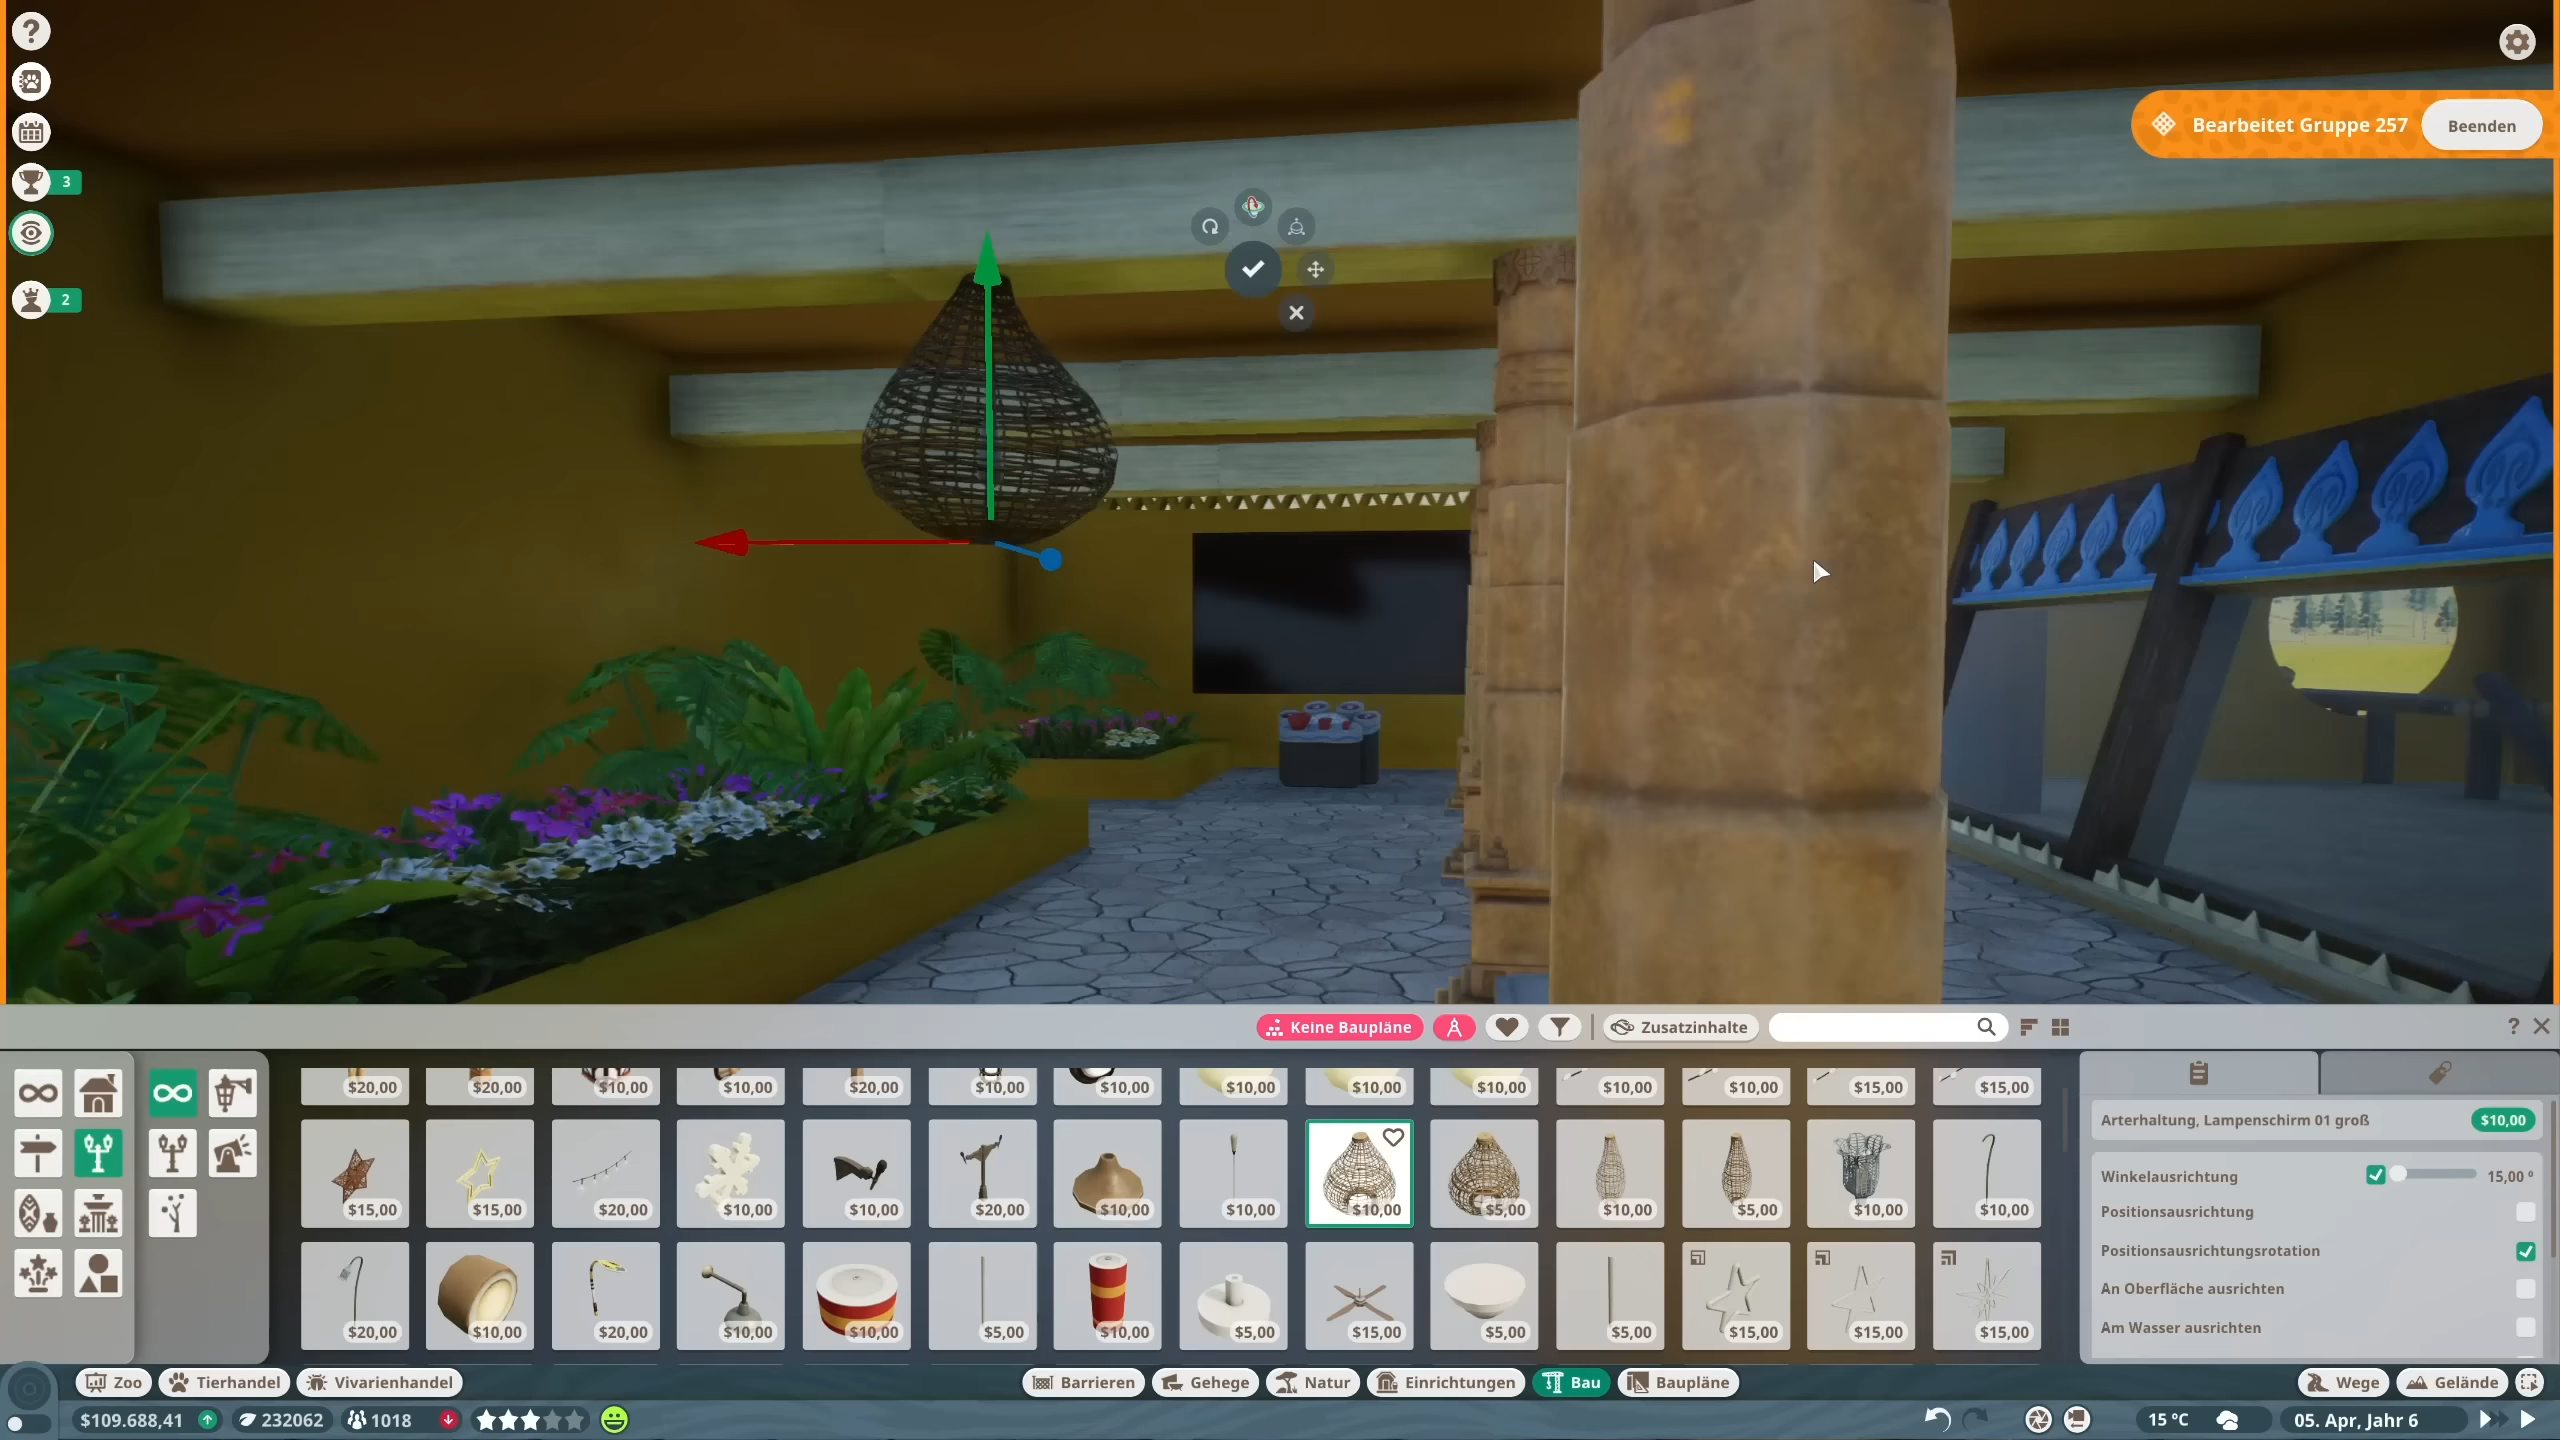 ?
Bearbeitet Gruppe 257
Beenden
3
2
Keine Baupläne
Zusatzinhalte
?
$20,00 $20,00 $10,00 $10,00 $20,00 $10,00 $10,00 $10,00 $10,00 $10,00 $10,00 $10,00 $15,00 $15,00
$15,00 $15,00 $20,00 $10,00 $10,00 $20,00 $10,00 $10,00 $10,00 $5,00 $10,00 $5,00 $10,00 $10,00
$20,00 $10,00 $20,00 $10,00 $10,00 $5,00 $10,00 $5,00 $15,00 $5,00 $5,00 $15,00 $15,00 $15,00
Arterhaltung, Lampenschirm 01 groß $10,00
Winkelausrichtung 15,00 °
Positionsausrichtung
Positionsausrichtungsrotation
An Oberfläche ausrichten
Am Wasser ausrichten
Zoo Tierhandel Vivarienhandel Barrieren Gehege Natur Einrichtungen Bau Baupläne Wege Gelände
$109.688,41 232062 1018 15 °C 05. Apr, Jahr 6